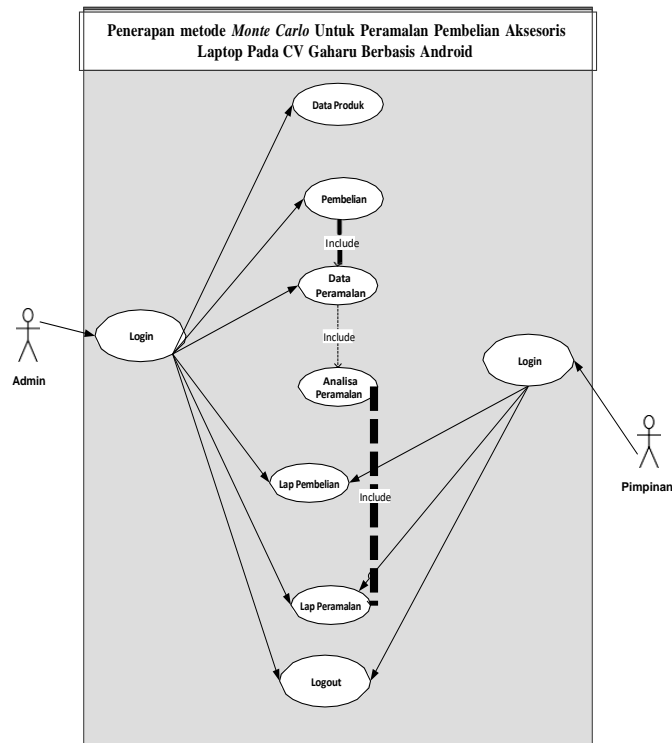 Penerapan metode Monte Carlo Untuk Peramalan Pembelian Aksesoris
Laptop Pada CV Gaharu Berbasis Android
Data Produk
Pembelian
Include
Data
Peramalan
Include
Login
Admin
Analisa
Peramalan
Login
Lap Pembelian
Include
Pimpinan
Lap Peramalan
Logout